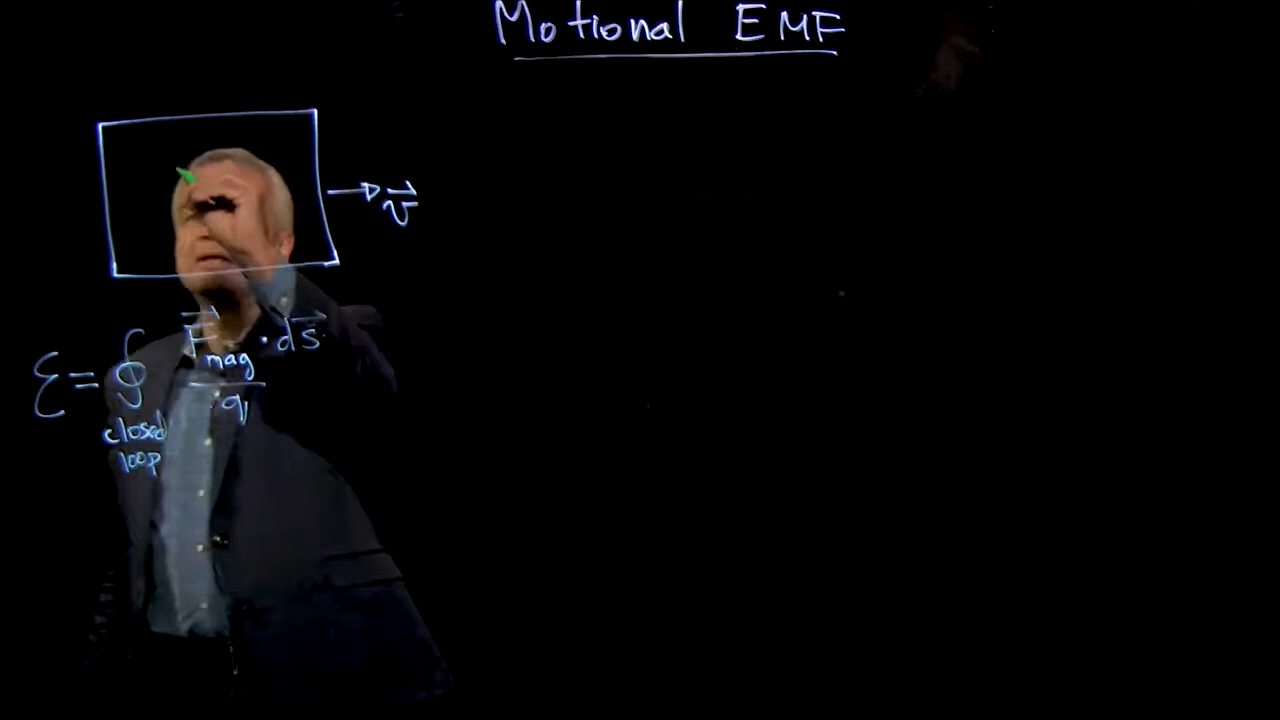 Motional EMF
→ v⃗
ℰ = ∮ F⃗mag/q · ds⃗
closed
loop